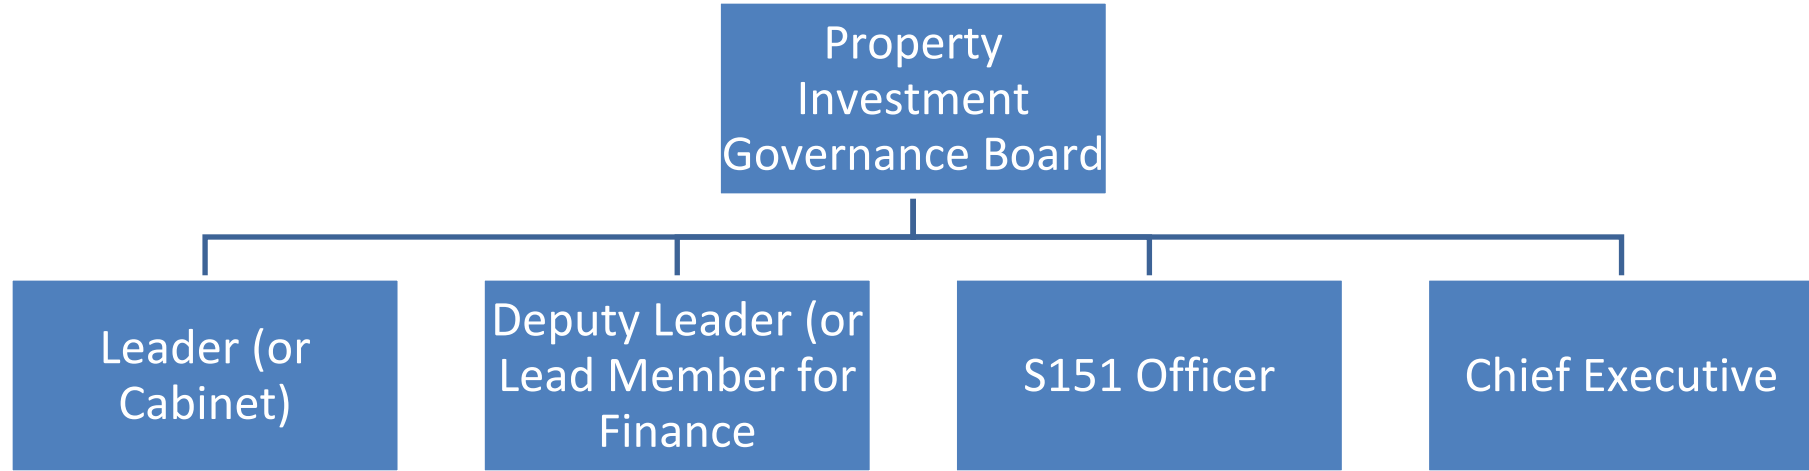 Property
Investment
Governance Board
Leader (or
Cabinet)
Deputy Leader (or
Lead Member for
Finance
S151 Officer
Chief Executive